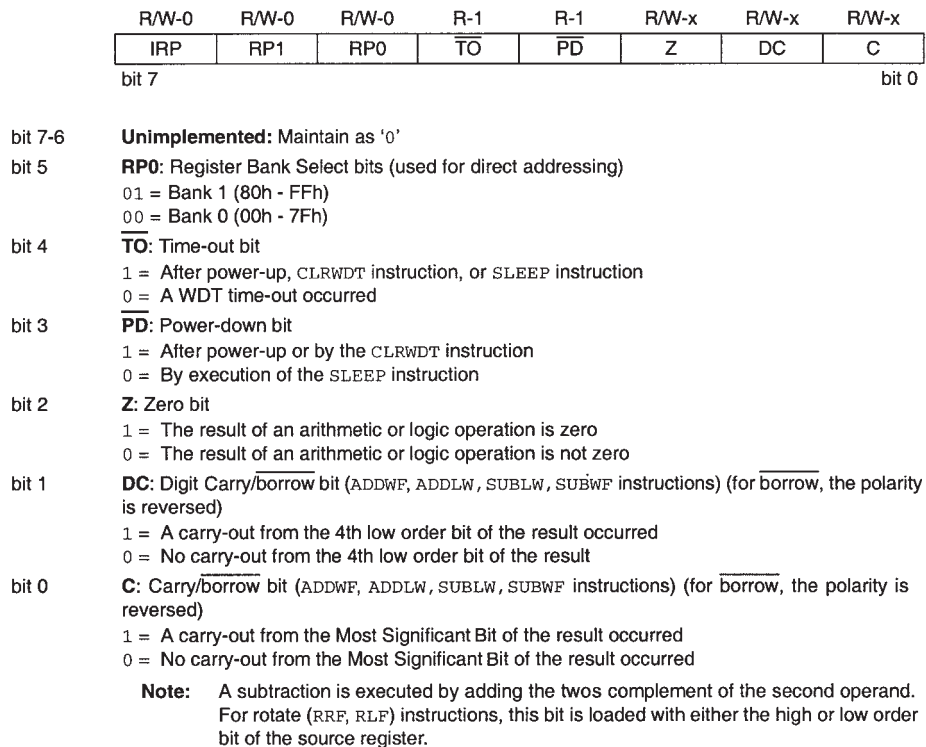 R/W-0 R/W-0 R/W-0 R-1 R-1 R/W-x R/W-x R/W-x
IRP RP1 RP0 TO PD Z DC C
bit 7 bit 0
bit 7-6 Unimplemented: Maintain as '0'
bit 5 RP0: Register Bank Select bits (used for direct addressing)
01 = Bank 1 (80h - FFh)
00 = Bank 0 (00h - 7Fh)
bit 4 TO: Time-out bit
1 = After power-up, CLRWDT instruction, or SLEEP instruction
0 = A WDT time-out occurred
bit 3 PD: Power-down bit
1 = After power-up or by the CLRWDT instruction
0 = By execution of the SLEEP instruction
bit 2 Z: Zero bit
1 = The result of an arithmetic or logic operation is zero
0 = The result of an arithmetic or logic operation is not zero
bit 1 DC: Digit Carry/borrow bit (ADDWF, ADDLW, SUBLW, SUBWF instructions) (for borrow, the polarity
is reversed)
1 = A carry-out from the 4th low order bit of the result occurred
0 = No carry-out from the 4th low order bit of the result
bit 0 C: Carry/borrow bit (ADDWF, ADDLW, SUBLW, SUBWF instructions) (for borrow, the polarity is
reversed)
1 = A carry-out from the Most Significant Bit of the result occurred
0 = No carry-out from the Most Significant Bit of the result occurred
Note: A subtraction is executed by adding the twos complement of the second operand.
For rotate (RRF, RLF) instructions, this bit is loaded with either the high or low order
bit of the source register.